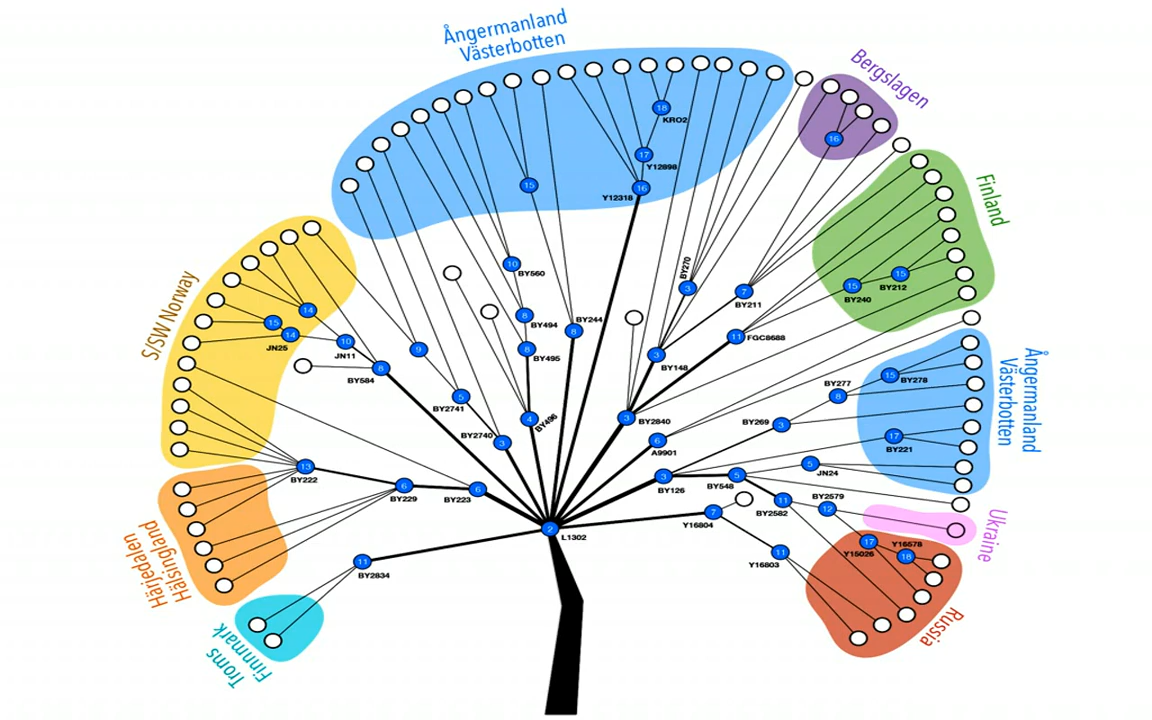 Ångermanland
Västerbotten
Bergslagen
Finland
S/SW Norway
Härjedalen
Hälsingland
Troms
Finnmark
Ångermanland
Västerbotten
Ukraine
Russia
18
KRO2
17
Y12898
16
Y12318
15
16
10
BY560
BY270
3
7
BY211
15
BY240
15
BY212
14
15
14
JN25
10
JN11
8
BY584
9
8
BY494
8
BY495
8
BY244
3
BY148
11
FGC8688
15
BY278
BY277
8
5
BY2741
3
BY2740
4
BY496
3
BY2840
6
A9901
BY269
3
17
BY221
13
BY222
6
BY229
6
BY223
3
BY126
5
BY548
5
JN24
11
BY2582
BY2579
12
7
Y16804
2
L1302
11
BY2834
11
Y16803
17
Y15026
Y16578
18